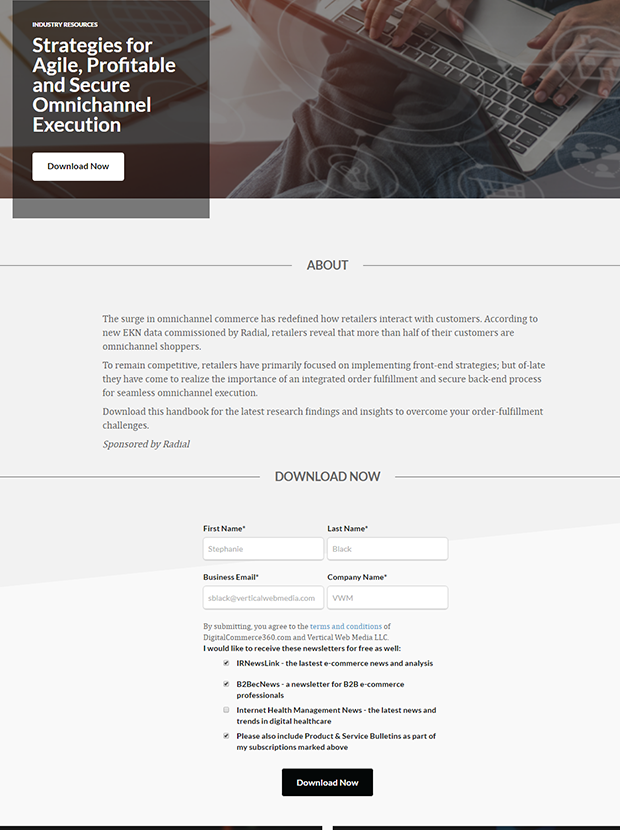 INDUSTRY RESOURCES
Strategies for
Agile, Profitable
and Secure
Omnichannel
Execution
Download Now
ABOUT
The surge in omnichannel commerce has redefined how retailers interact with customers. According to
new EKN data commissioned by Radial, retailers reveal that more than half of their customers are
omnichannel shoppers.
To remain competitive, retailers have primarily focused on implementing front-end strategies; but of-late
they have come to realize the importance of an integrated order fulfillment and secure back-end process
for seamless omnichannel execution.
Download this handbook for the latest research findings and insights to overcome your order-fulfillment
challenges.
Sponsored by Radial
DOWNLOAD NOW
First Name* Last Name*
Stephanie Black
Business Email* Company Name*
sblack@verticalwebmedia.com VWM
By submitting, you agree to the terms and conditions of
DigitalCommerce360.com and Vertical Web Media LLC.
I would like to receive these newsletters for free as well:
IRNewsLink - the lastest e-commerce news and analysis
B2BecNews - a newsletter for B2B e-commerce
professionals
Internet Health Management News - the latest news and
trends in digital healthcare
Please also include Product & Service Bulletins as part of
my subscriptions marked above
Download Now